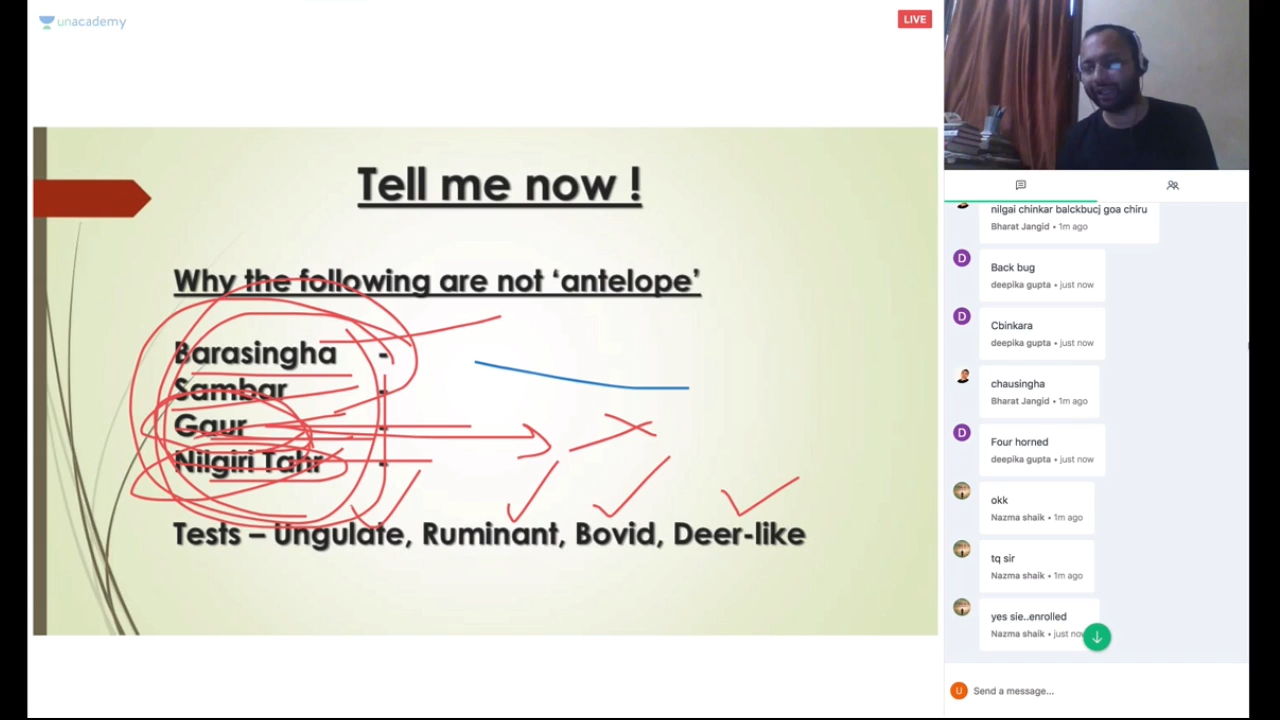 unacademy
LIVE
Tell me now !
Why the following are not ‘antelope’
Barasingha -
Sambar -
Gaur -
Nilgiri Tahr -
Tests – Ungulate, Ruminant, Bovid, Deer-like
nilgai chinkar balckbucj goa chiru
Bharat Jangid • 1m ago
D
Back bug
deepika gupta • just now
D
Cbinkara
deepika gupta • just now
chausingha
Bharat Jangid • 1m ago
D
Four horned
deepika gupta • just now
okk
Nazma shaik • 1m ago
tq sir
Nazma shaik • 1m ago
yes sie..enrolled
Nazma shaik • just now
U
Send a message...